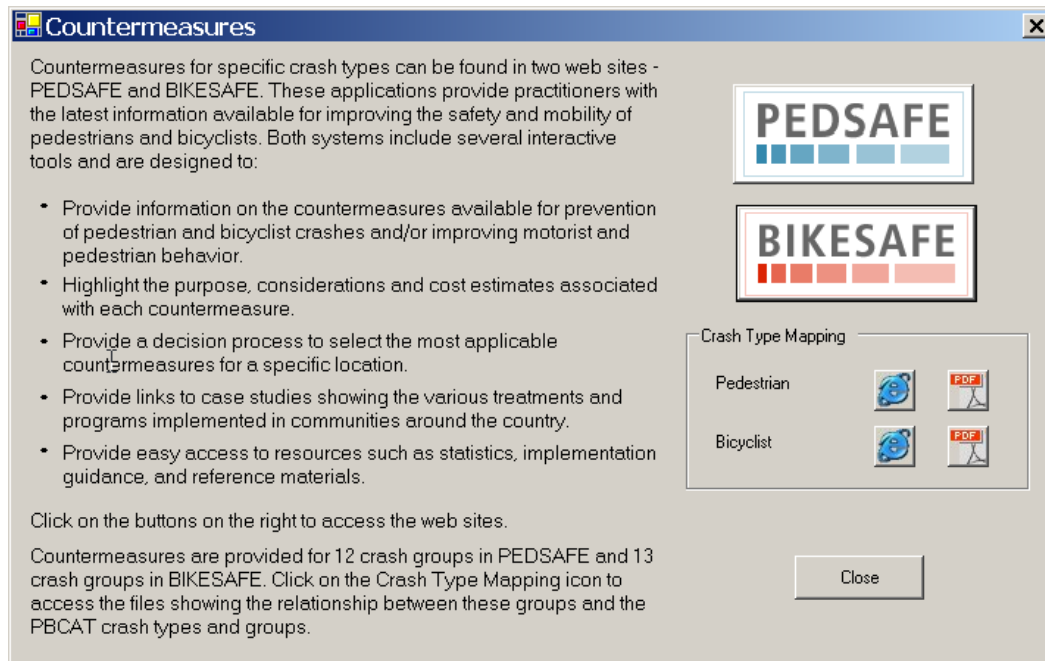 Countermeasures
Countermeasures for specific crash types can be found in two web sites -
PEDSAFE and BIKESAFE. These applications provide practitioners with
the latest information available for improving the safety and mobility of
pedestrians and bicyclists. Both systems include several interactive
tools and are designed to:
• Provide information on the countermeasures available for prevention
of pedestrian and bicyclist crashes and/or improving motorist and
pedestrian behavior.
• Highlight the purpose, considerations and cost estimates associated
with each countermeasure.
• Provide a decision process to select the most applicable
countermeasures for a specific location.
• Provide links to case studies showing the various treatments and
programs implemented in communities around the country.
• Provide easy access to resources such as statistics, implementation
guidance, and reference materials.
Click on the buttons on the right to access the web sites.
Countermeasures are provided for 12 crash groups in PEDSAFE and 13
crash groups in BIKESAFE. Click on the Crash Type Mapping icon to
access the files showing the relationship between these groups and the
PBCAT crash types and groups.
PEDSAFE
BIKESAFE
Crash Type Mapping
Pedestrian
PDF
Bicyclist
PDF
Close